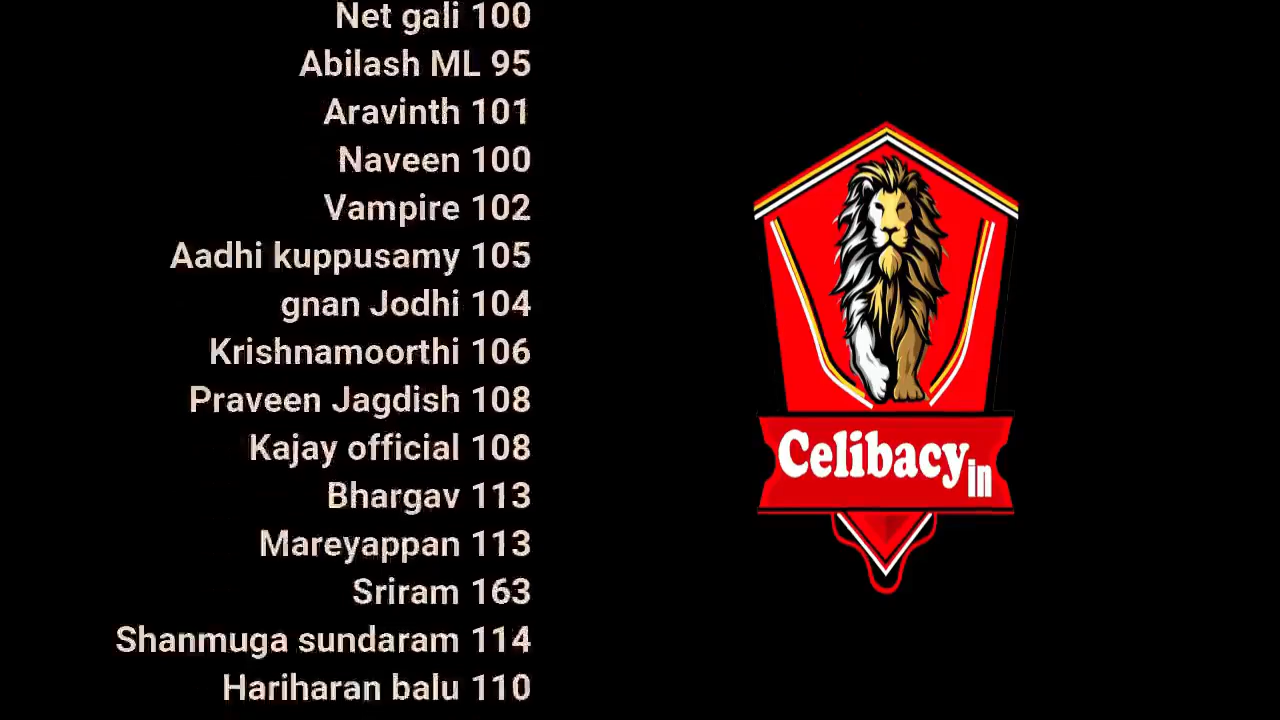 Net gali 100
Abilash ML 95
Aravinth 101
Naveen 100
Vampire 102
Aadhi kuppusamy 105
gnan Jodhi 104
Krishnamoorthi 106
Praveen Jagdish 108
Kajay official 108
Bhargav 113
Mareyappan 113
Sriram 163
Shanmuga sundaram 114
Hariharan balu 110
Celibacy in